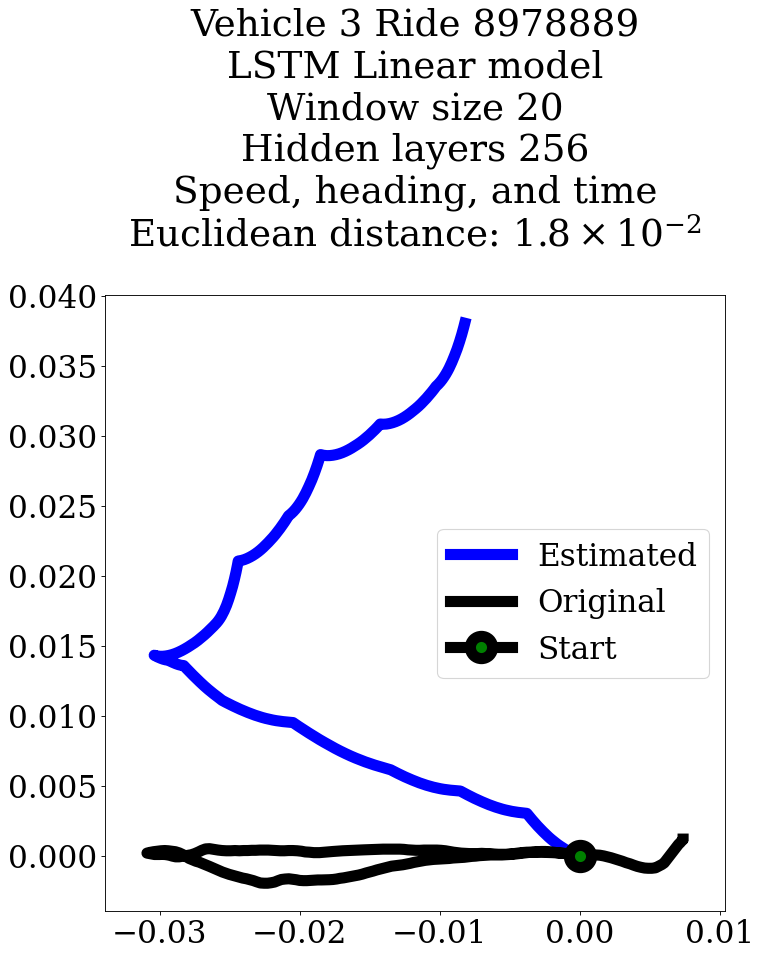 Vehicle 3 Ride 8978889
LSTM Linear model
Window size 20
Hidden layers 256
Speed, heading, and time
Euclidean distance: 1.8 × 10⁻²
0.040
0.035
0.030
0.025
0.020
0.015
0.010
0.005
0.000
Estimated
Original
Start
−0.03 −0.02 −0.01 0.00 0.01